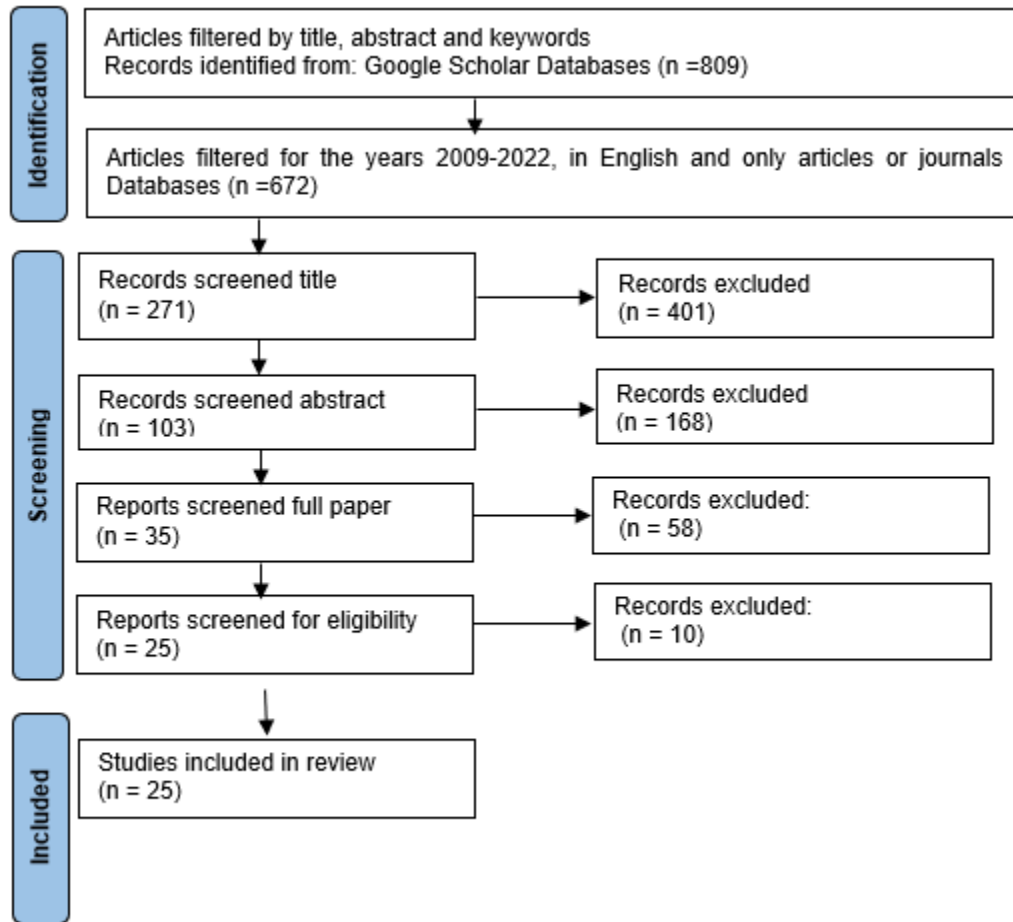 Identification
Articles filtered by title, abstract and keywords
Records identified from: Google Scholar Databases (n =809)
Articles filtered for the years 2009-2022, in English and only articles or journals
Databases (n =672)
Screening
Records screened title
(n = 271)
Records excluded
(n = 401)
Records screened abstract
(n = 103)
Records excluded
(n = 168)
Reports screened full paper
(n = 35)
Records excluded:
(n = 58)
Reports screened for eligibility
(n = 25)
Records excluded:
(n = 10)
Included
Studies included in review
(n = 25)